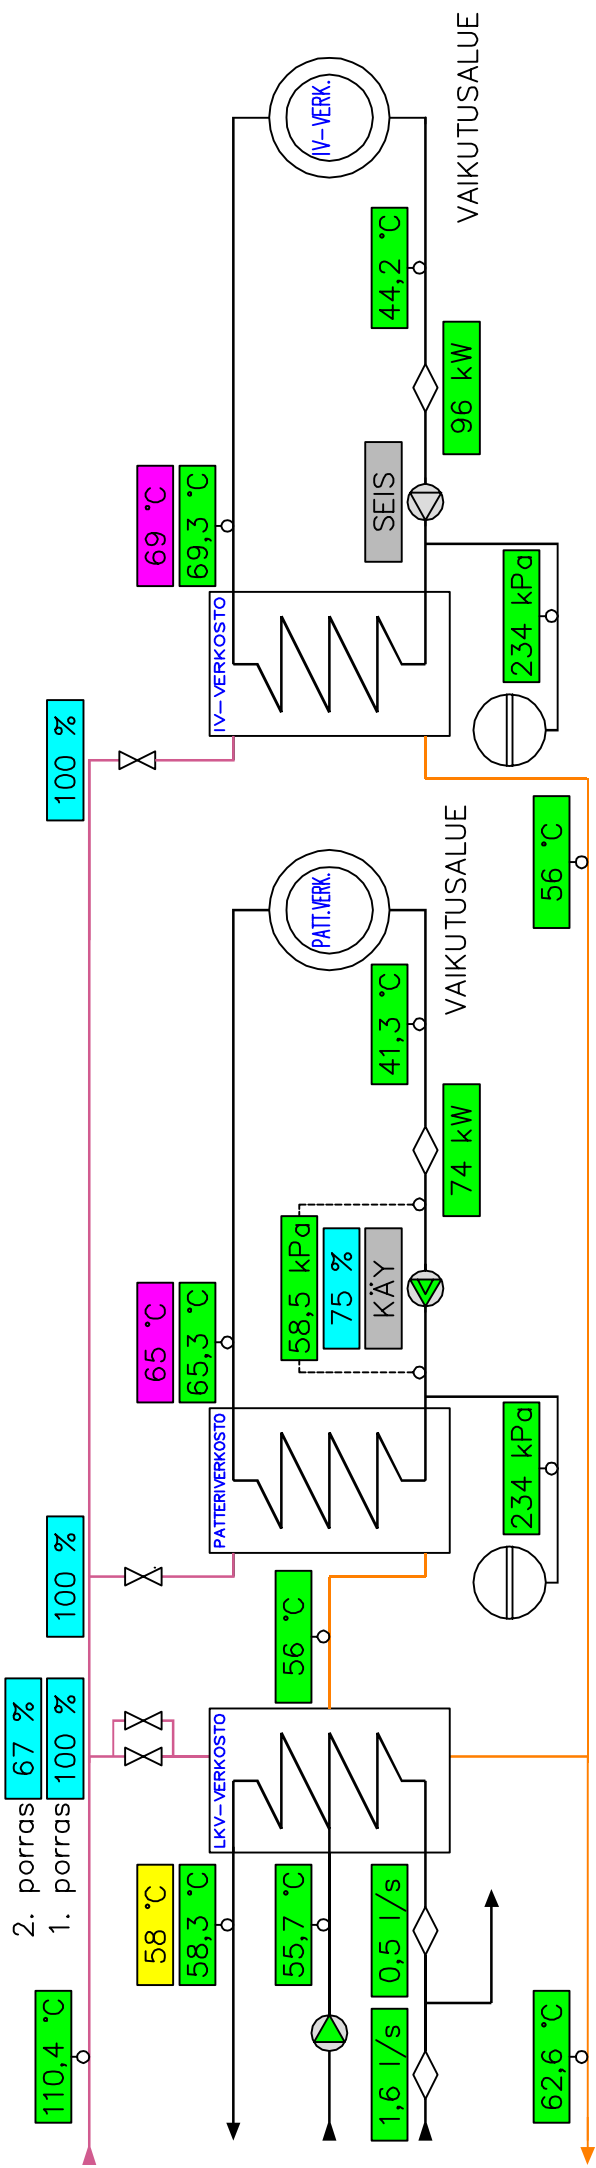 2. porras 67 %
1. porras 100 %
100 %
100 %
110,4 °C
58 °C
58,3 °C
55,7 °C
0,5 l/s
1,6 l/s
62,6 °C
LKV-VERKOSTO
56 °C
65 °C
65,3 °C
PATTERIVERKOSTO
58,5 kPa
75 %
KÄY
74 kW
41,3 °C
234 kPa
PATT.VERK.
VAIKUTUSALUE
56 °C
69 °C
69,3 °C
IV-VERKOSTO
SEIS
96 kW
44,2 °C
234 kPa
IV-VERK.
VAIKUTUSALUE